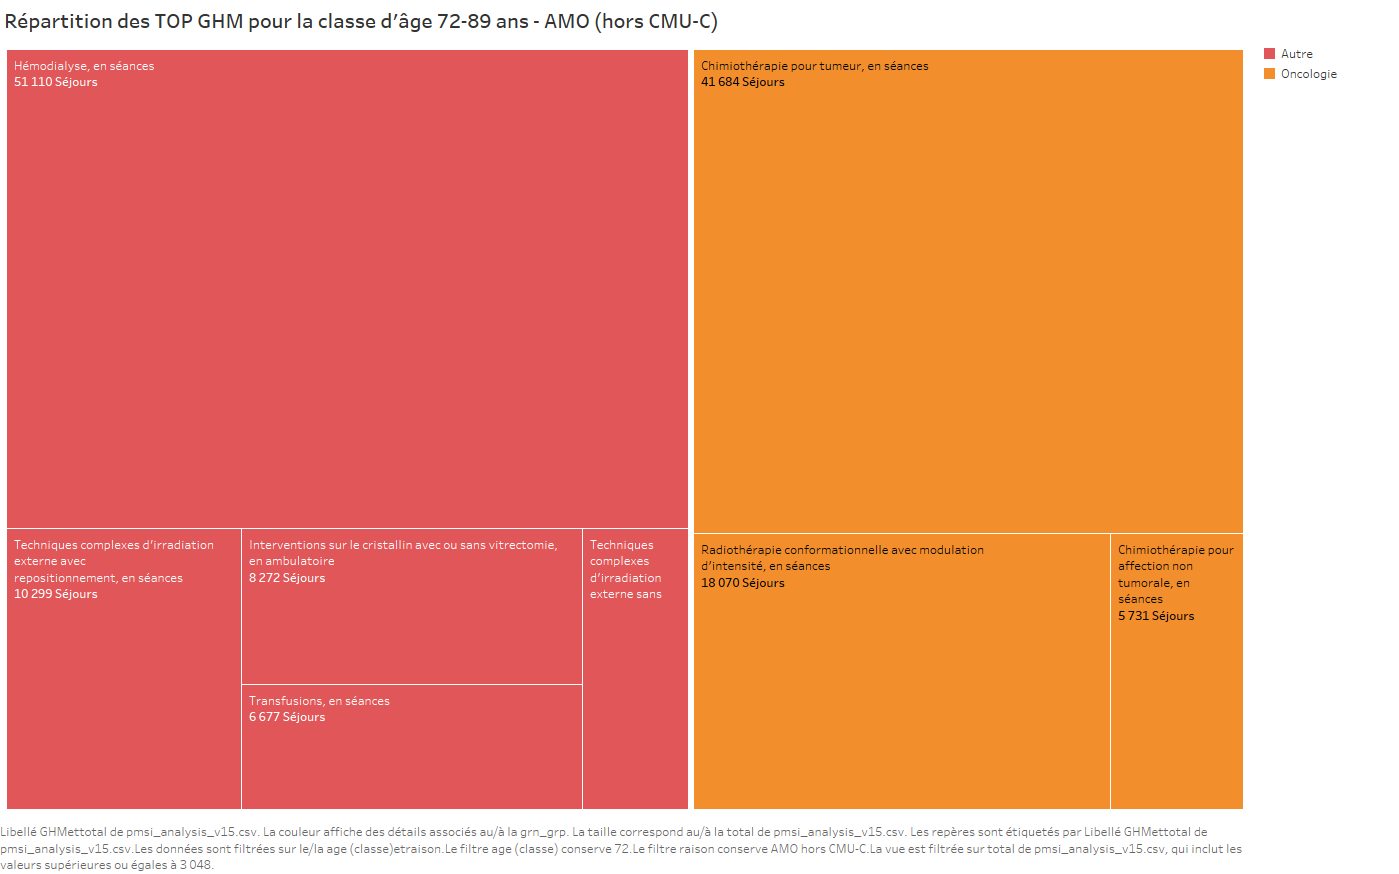 Répartition des TOP GHM pour la classe d’âge 72-89 ans - AMO (hors CMU-C)
Autre
Oncologie
Hémodialyse, en séances
51 110 Séjours
Chimiothérapie pour tumeur, en séances
41 684 Séjours
Techniques complexes d’irradiation
externe avec
repositionnement, en séances
10 299 Séjours
Interventions sur le cristallin avec ou sans vitrectomie,
en ambulatoire
8 272 Séjours
Transfusions, en séances
6 677 Séjours
Techniques
complexes
d’irradiation
externe sans
Radiothérapie conformationnelle avec modulation
d’intensité, en séances
18 070 Séjours
Chimiothérapie pour
affection non
tumorale, en
séances
5 731 Séjours
Libellé GHMettotal de pmsi_analysis_v15.csv. La couleur affiche des détails associés au/à la grn_grp. La taille correspond au/à la total de pmsi_analysis_v15.csv. Les repères sont étiquetés par Libellé GHMettotal de
pmsi_analysis_v15.csv.Les données sont filtrées sur le/la age (classe)etraison.Le filtre age (classe) conserve 72.Le filtre raison conserve AMO hors CMU-C.La vue est filtrée sur total de pmsi_analysis_v15.csv, qui inclut les
valeurs supérieures ou égales à 3 048.